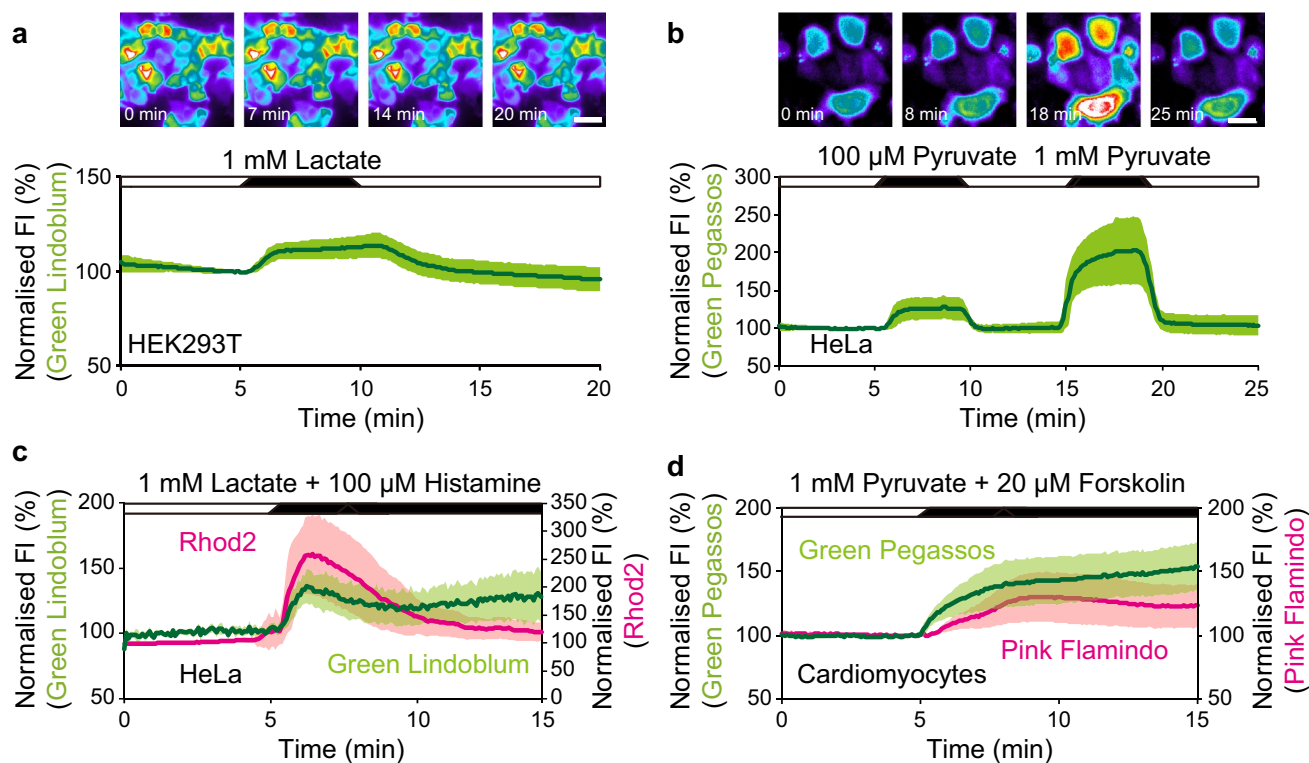 a
0 min
7 min
14 min
20 min
1 mM Lactate
Normalised FI (%)
(Green Lindoblum)
150
100
50
HEK293T
0
5
10
15
20
Time (min)
b
0 min
8 min
18 min
25 min
100 µM Pyruvate
1 mM Pyruvate
Normalised FI (%)
(Green Pegassos)
300
250
200
150
100
50
HeLa
0
5
10
15
20
25
Time (min)
c
1 mM Lactate + 100 µM Histamine
Normalised FI (%)
(Green Lindoblum)
200
150
100
50
Rhod2
Green Lindoblum
HeLa
350
300
250
200
150
100
50
0
Normalised FI (%)
(Rhod2)
0
5
10
15
Time (min)
d
1 mM Pyruvate + 20 µM Forskolin
Normalised FI (%)
(Green Pegassos)
200
150
100
50
Green Pegassos
Pink Flamindo
Cardiomyocytes
200
150
100
50
Normalised FI (%)
(Pink Flamindo)
0
5
10
15
Time (min)